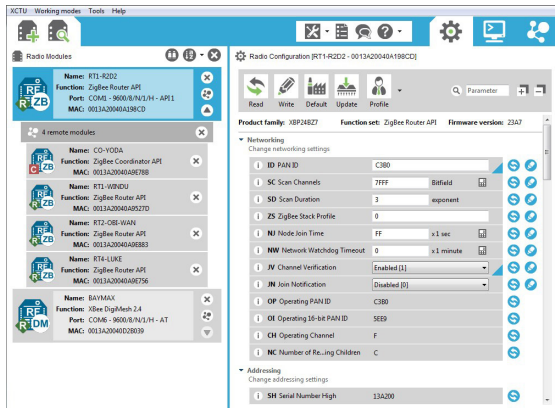 XCTU Working modes Tools Help
Radio Modules
Name: RT1-R2D2
Function: ZigBee Router API
Port: COM1 - 9600/8/N/1/H - API1
MAC: 0013A20040A198CD
4 remote modules
Name: CO-YODA
Function: ZigBee Coordinator API
MAC: 0013A20040A9E78B
Name: RT1-WINDU
Function: ZigBee Router API
MAC: 0013A20040A9527D
Name: RT2-OBI-WAN
Function: ZigBee Router API
MAC: 0013A20040A9E883
Name: RT4-LUKE
Function: ZigBee Router API
MAC: 0013A20040A9E756
Name: BAYMAX
Function: XBee DigiMesh 2.4
Port: COM6 - 9600/8/N/1/H - AT
MAC: 0013A20040D2B039
Radio Configuration [RT1-R2D2 - 0013A20040A198CD]
Read Write Default Update Profile
Parameter
Product family: XBP24BZ7 Function set: ZigBee Router API Firmware version: 23A7
Networking
Change networking settings
ID PAN ID C3B0
SC Scan Channels 7FFF Bitfield
SD Scan Duration 3 exponent
ZS ZigBee Stack Profile 0
NJ Node Join Time FF x 1 sec
NW Network Watchdog Timeout 0 x 1 minute
JV Channel Verification Enabled [1]
JN Join Notification Disabled [0]
OP Operating PAN ID C3B0
OI Operating 16-bit PAN ID 5EE9
CH Operating Channel F
NC Number of Re...ing Children C
Addressing
Change addressing settings
SH Serial Number High 13A200